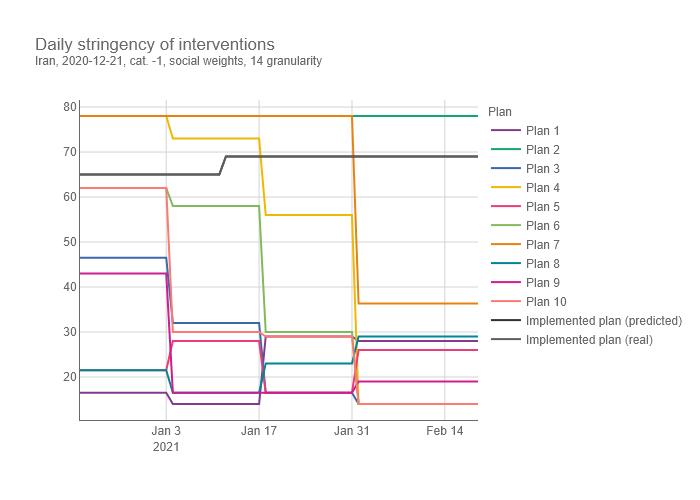 Daily stringency of interventions
Iran, 2020-12-21, cat. -1, social weights, 14 granularity
80
70
60
50
40
30
20
Jan 3
2021
Jan 17
Jan 31
Feb 14
Plan
Plan 1
Plan 2
Plan 3
Plan 4
Plan 5
Plan 6
Plan 7
Plan 8
Plan 9
Plan 10
Implemented plan (predicted)
Implemented plan (real)